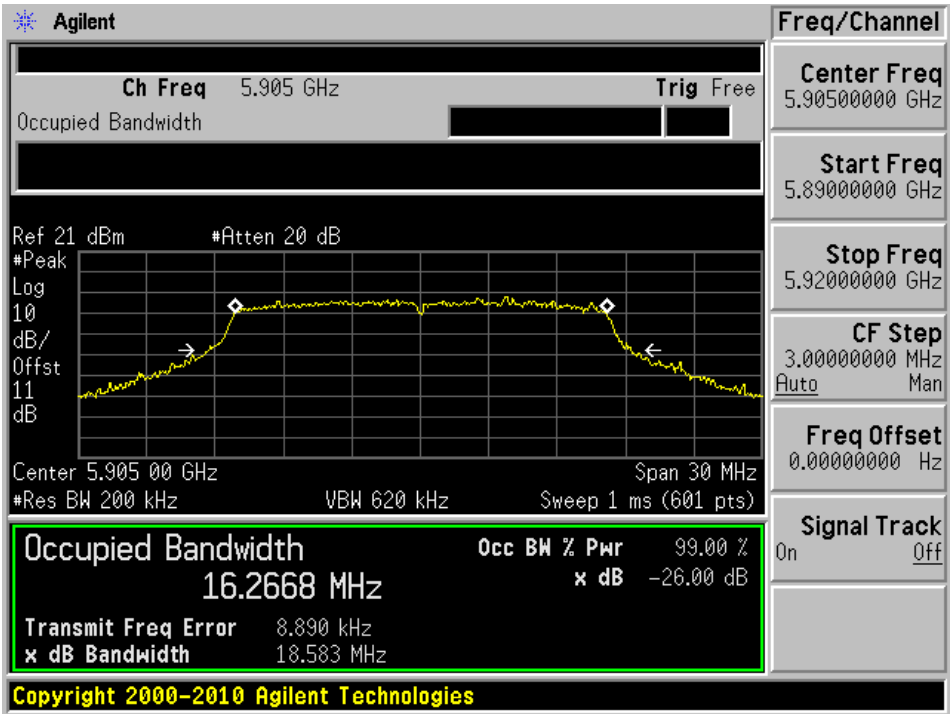 Agilent
Freq/Channel
Ch Freq 5.905 GHz
Trig Free
Occupied Bandwidth
Center Freq
5.90500000 GHz
Start Freq
5.89000000 GHz
Stop Freq
5.92000000 GHz
CF Step
3.00000000 MHz
Auto Man
Freq Offset
0.00000000 Hz
Signal Track
On Off
Ref 21 dBm #Atten 20 dB
#Peak
Log
10
dB/
Offst
11
dB
Center 5.905 00 GHz Span 30 MHz
#Res BW 200 kHz VBW 620 kHz Sweep 1 ms (601 pts)
Occupied Bandwidth
16.2668 MHz
Occ BW % Pwr 99.00 %
x dB -26.00 dB
Transmit Freq Error 8.890 kHz
x dB Bandwidth 18.583 MHz
Copyright 2000-2010 Agilent Technologies